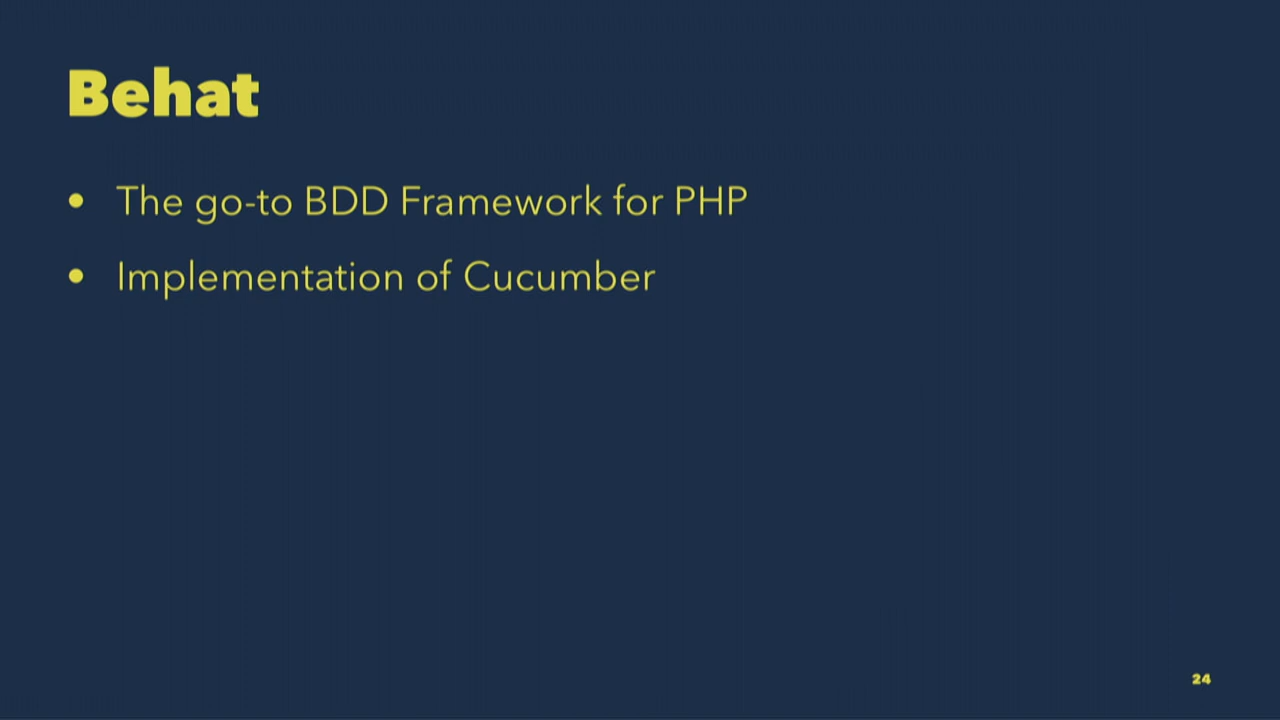 Behat
• The go-to BDD Framework for PHP
• Implementation of Cucumber
24